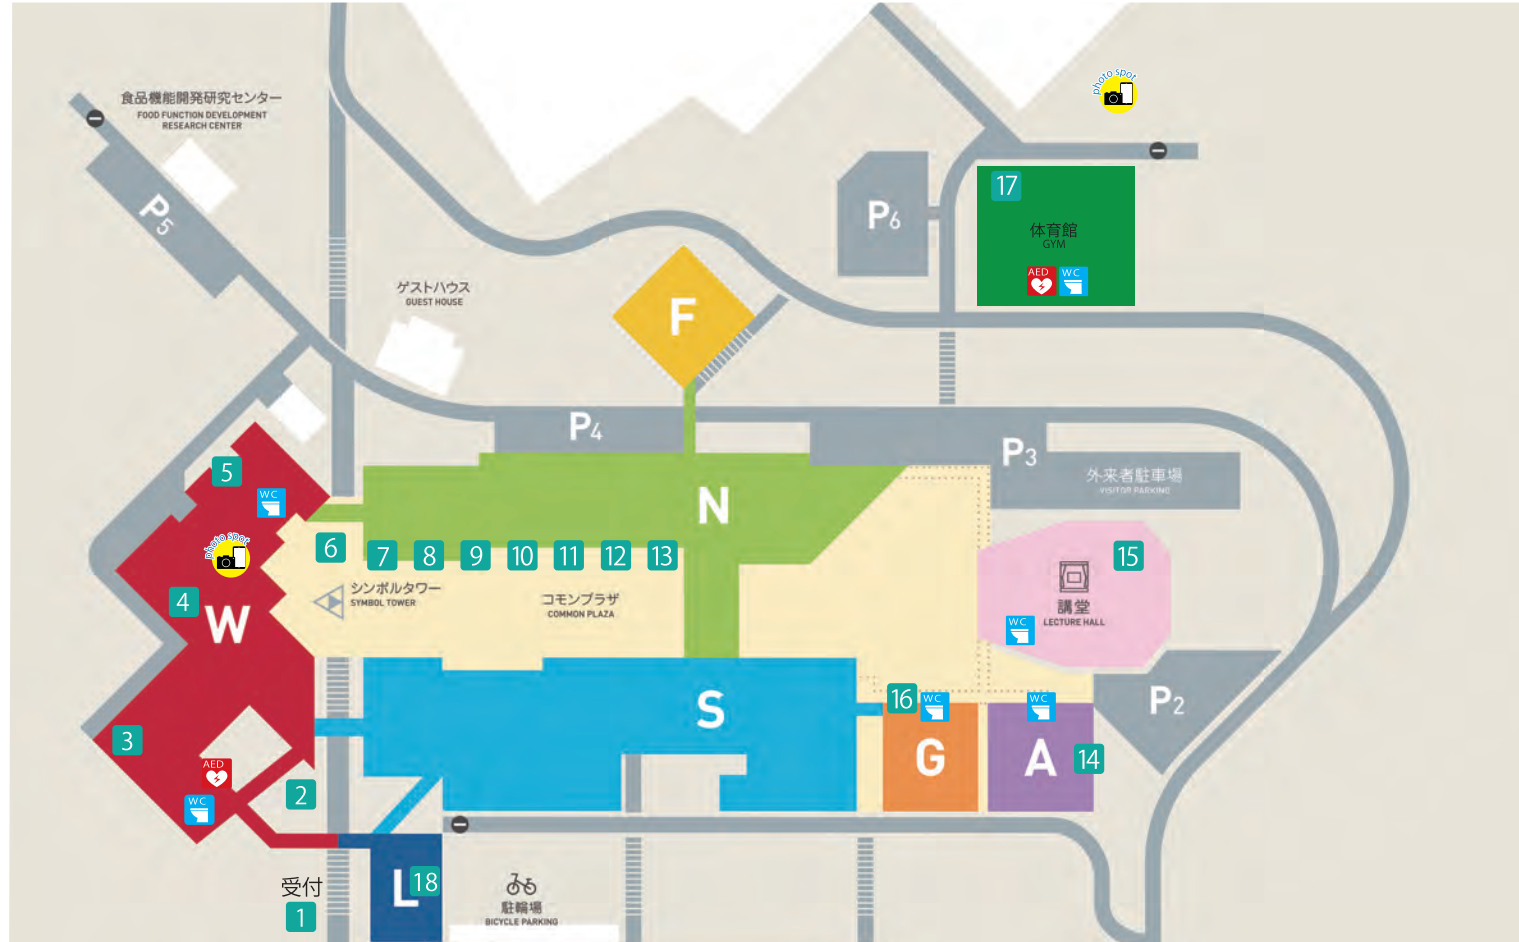 photo spot
食品機能開発研究センター
FOOD FUNCTION DEVELOPMENT
RESEARCH CENTER
P5
P6
17
体育館
GYM
AED
WC
ゲストハウス
GUEST HOUSE
F
P4
P3
外来者駐車場
VISITOR PARKING
5
WC
N
photo spot
6
7
8
9
10
11
12
13
15
シンボルタワー
SYMBOL TOWER
コモンプラザ
COMMON PLAZA
講堂
LECTURE HALL
WC
4
W
S
16
WC
WC
P2
3
G
A
14
AED
WC
2
受付
1
L
18
駐輪場
BICYCLE PARKING